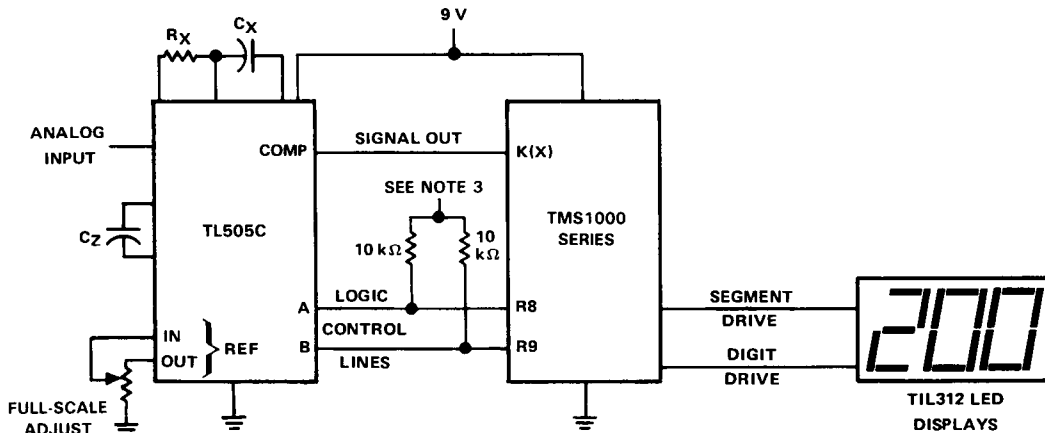 9 V
RX
CX
ANALOG
INPUT
COMP
SIGNAL OUT
K(X)
SEE NOTE 3
TL505C
TMS1000
SERIES
CZ
10 kΩ
10
kΩ
A
LOGIC
R8
CONTROL
B
LINES
R9
IN
OUT
REF
FULL-SCALE
ADJUST
SEGMENT
DRIVE
DIGIT
DRIVE
200
TIL312 LED
DISPLAYS